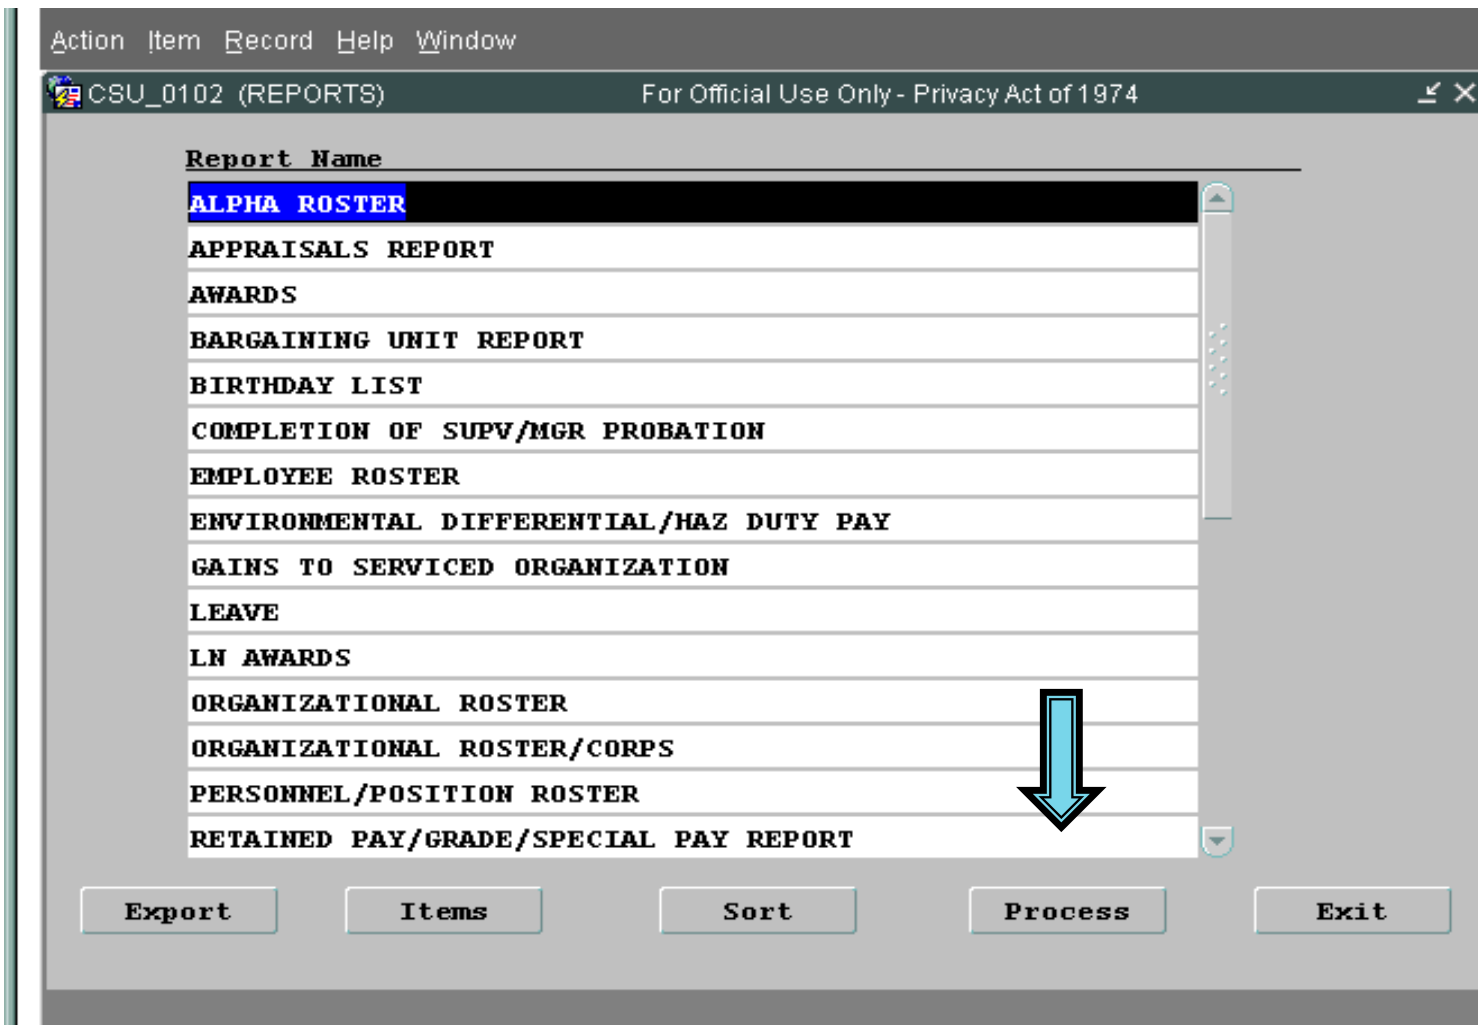 Action Item Record Help Window
CSU_0102 (REPORTS) For Official Use Only - Privacy Act of 1974
Report Name
ALPHA ROSTER
APPRAISALS REPORT
AWARDS
BARGAINING UNIT REPORT
BIRTHDAY LIST
COMPLETION OF SUPV/MGR PROBATION
EMPLOYEE ROSTER
ENVIRONMENTAL DIFFERENTIAL/HAZ DUTY PAY
GAINS TO SERVICED ORGANIZATION
LEAVE
LN AWARDS
ORGANIZATIONAL ROSTER
ORGANIZATIONAL ROSTER/CORPS
PERSONNEL/POSITION ROSTER
RETAINED PAY/GRADE/SPECIAL PAY REPORT
Export Items Sort Process Exit